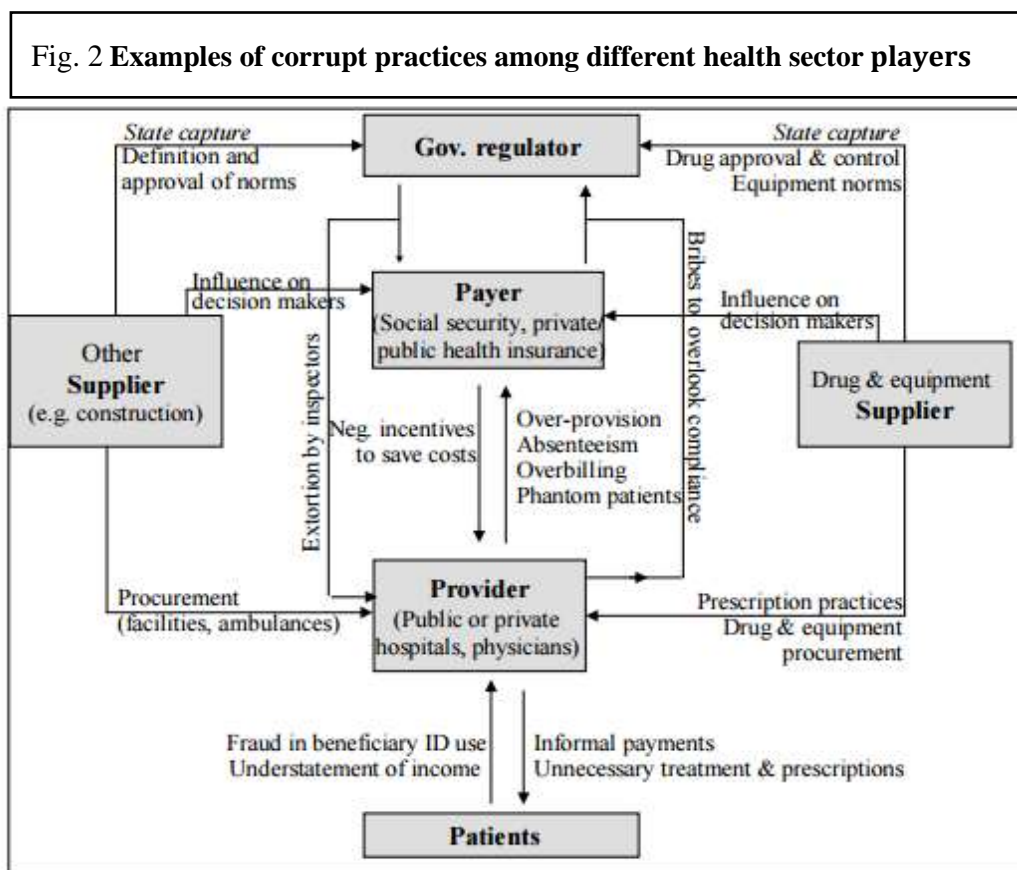 Fig. 2 Examples of corrupt practices among different health sector players
State capture
Definition and
approval of norms
Gov. regulator
State capture
Drug approval & control
Equipment norms
Influence on
decision makers
Payer
(Social security, private/
public health insurance)
Influence on
decision makers
Other
Supplier
(e.g. construction)
Drug & equipment
Supplier
Extortion by inspectors
Neg. incentives
to save costs
Over-provision
Absenteeism
Overbilling
Phantom patients
Bribes to overlook compliance
Procurement
(facilities, ambulances)
Provider
(Public or private
hospitals, physicians)
Prescription practices
Drug & equipment
procurement
Fraud in beneficiary ID use
Understatement of income
Informal payments
Unnecessary treatment & prescriptions
Patients